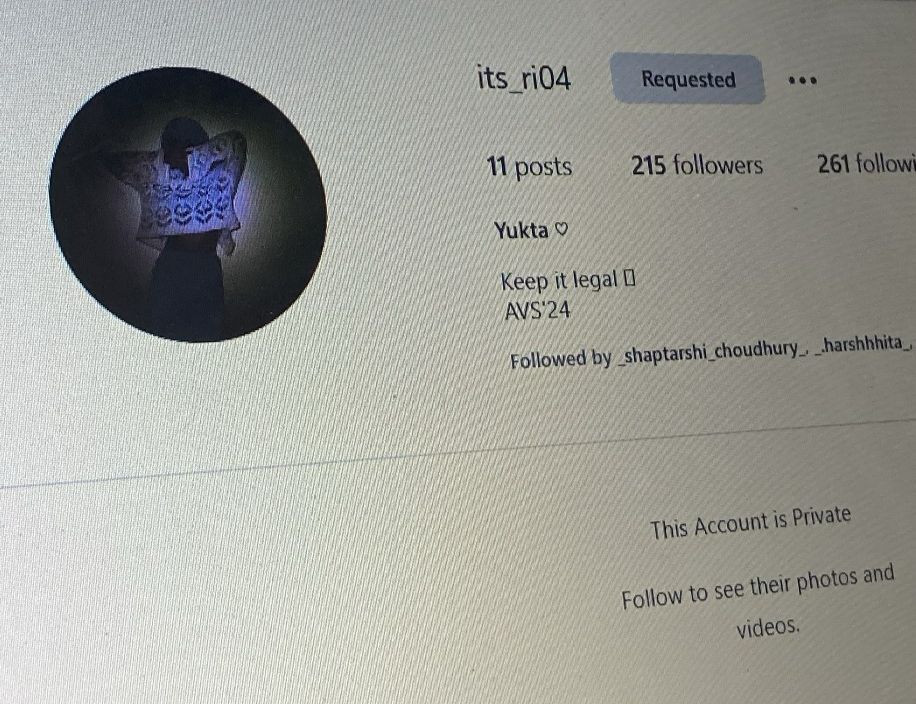 its_ri04 Requested •••
11 posts 215 followers 261 followi
Yukta ♡
Keep it legal ▯
AVS'24
Followed by _shaptarshi_choudhury_, _.harshhhita_,
This Account is Private
Follow to see their photos and
videos.